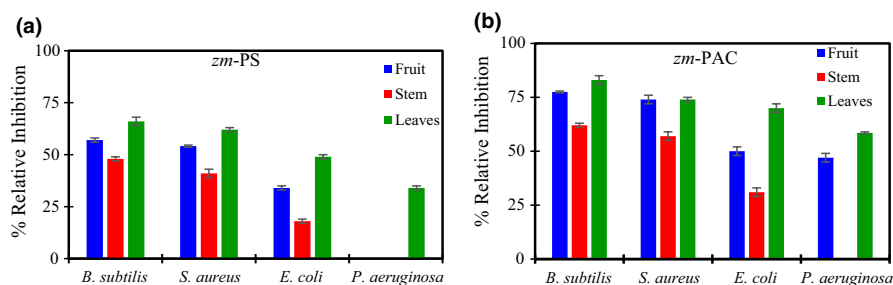 (a)
zm-PS
% Relative Inhibition
100
75
50
25
0
Fruit
Stem
Leaves
B. subtilis S. aureus E. coli P. aeruginosa
(b)
zm-PAC
% Relative Inhibition
100
75
50
25
0
Fruit
Stem
Leaves
B. subtilis S. aureus E. coli P. aeruginosa